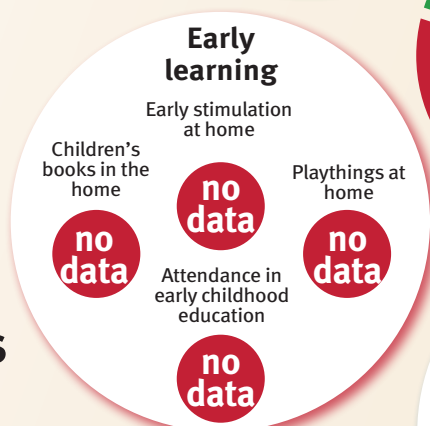 Early
learning
Early stimulation
at home
Children’s
books in the
home
no
data
Playthings at
home
no
data
no
data
Attendance in
early childhood
education
no
data
s